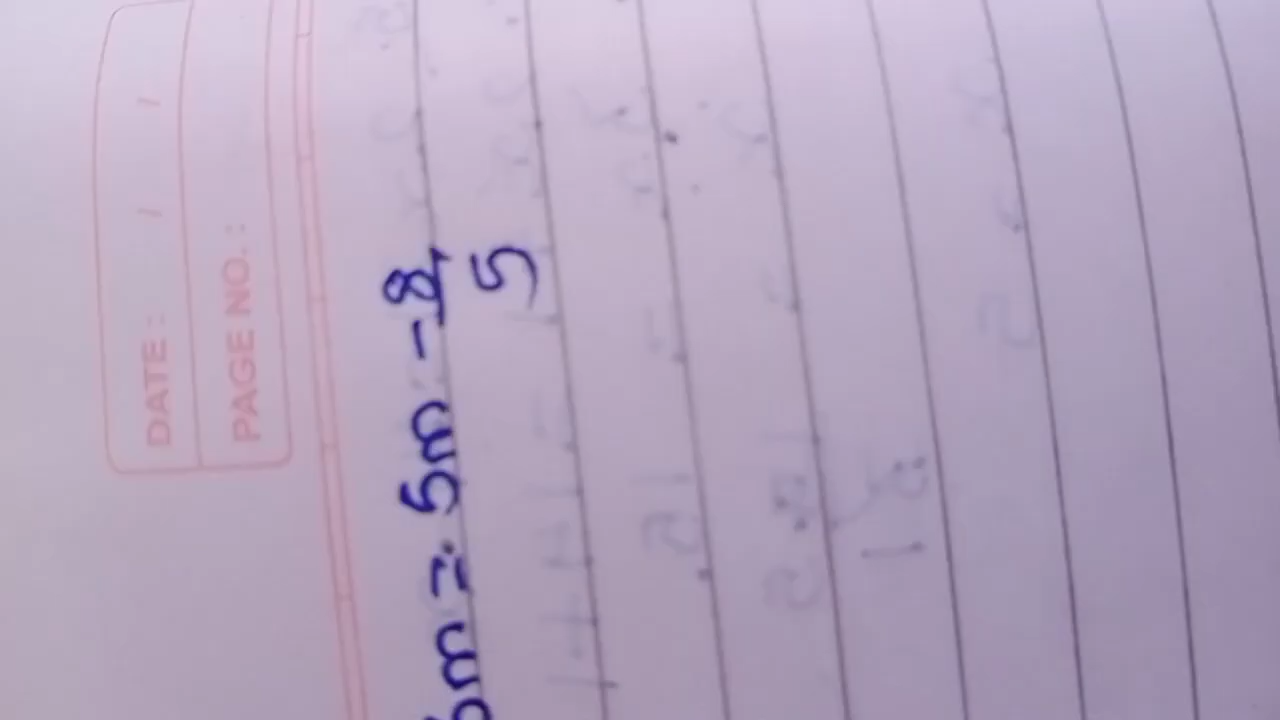 DATE: / /
PAGE NO.:
m = 5m - 8/5